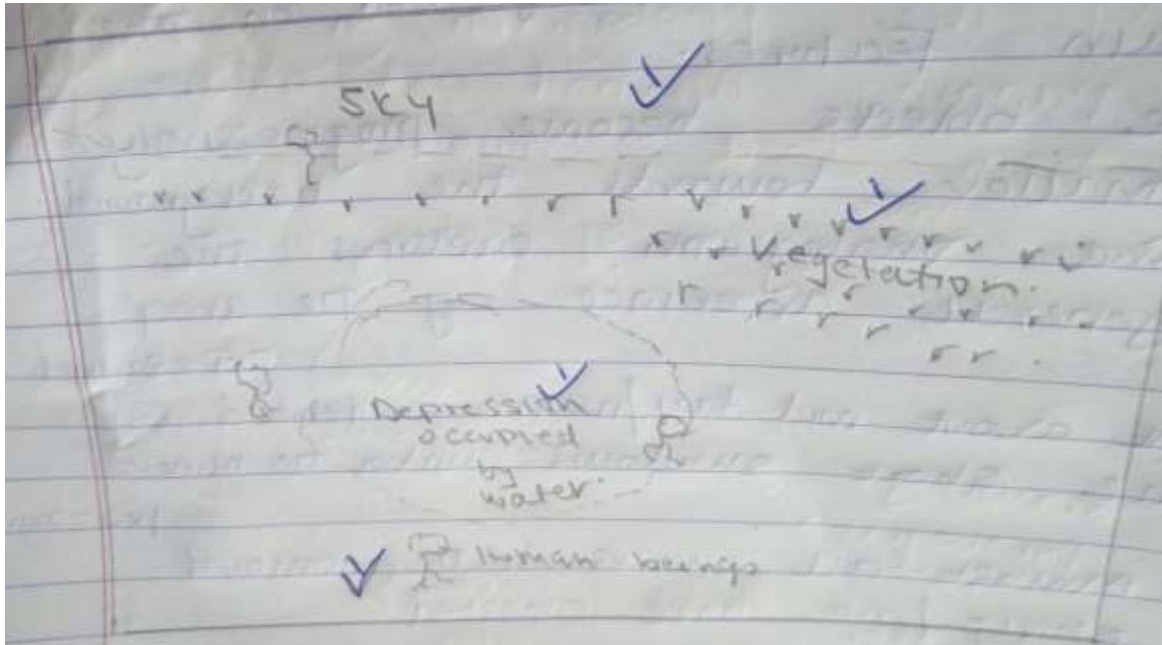 SKY
Vegetation.
Depression
occupied
by
water.
Human beings